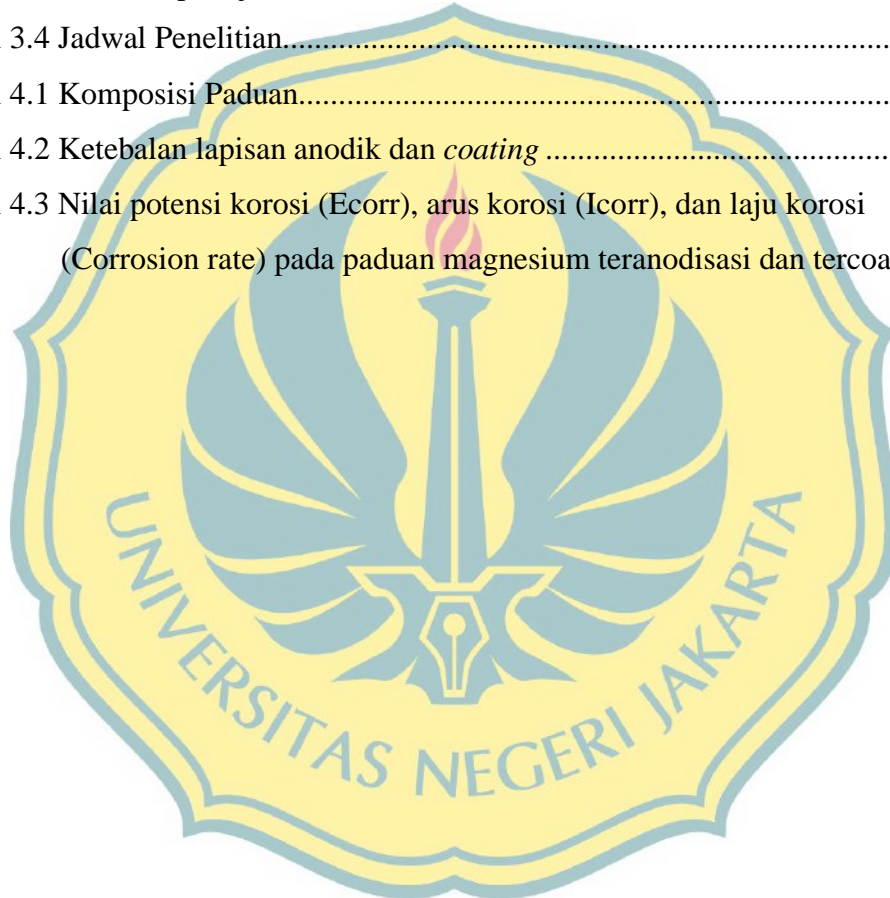 3.4 Jadwal Penelitian..........................................................................
4.1 Komposisi Paduan........................................................................
4.2 Ketebalan lapisan anodik dan coating ...........................................
4.3 Nilai potensi korosi (Ecorr), arus korosi (Icorr), dan laju korosi
(Corrosion rate) pada paduan magnesium teranodisasi dan tercoa
UNIVERSITAS NEGERI JAKARTA